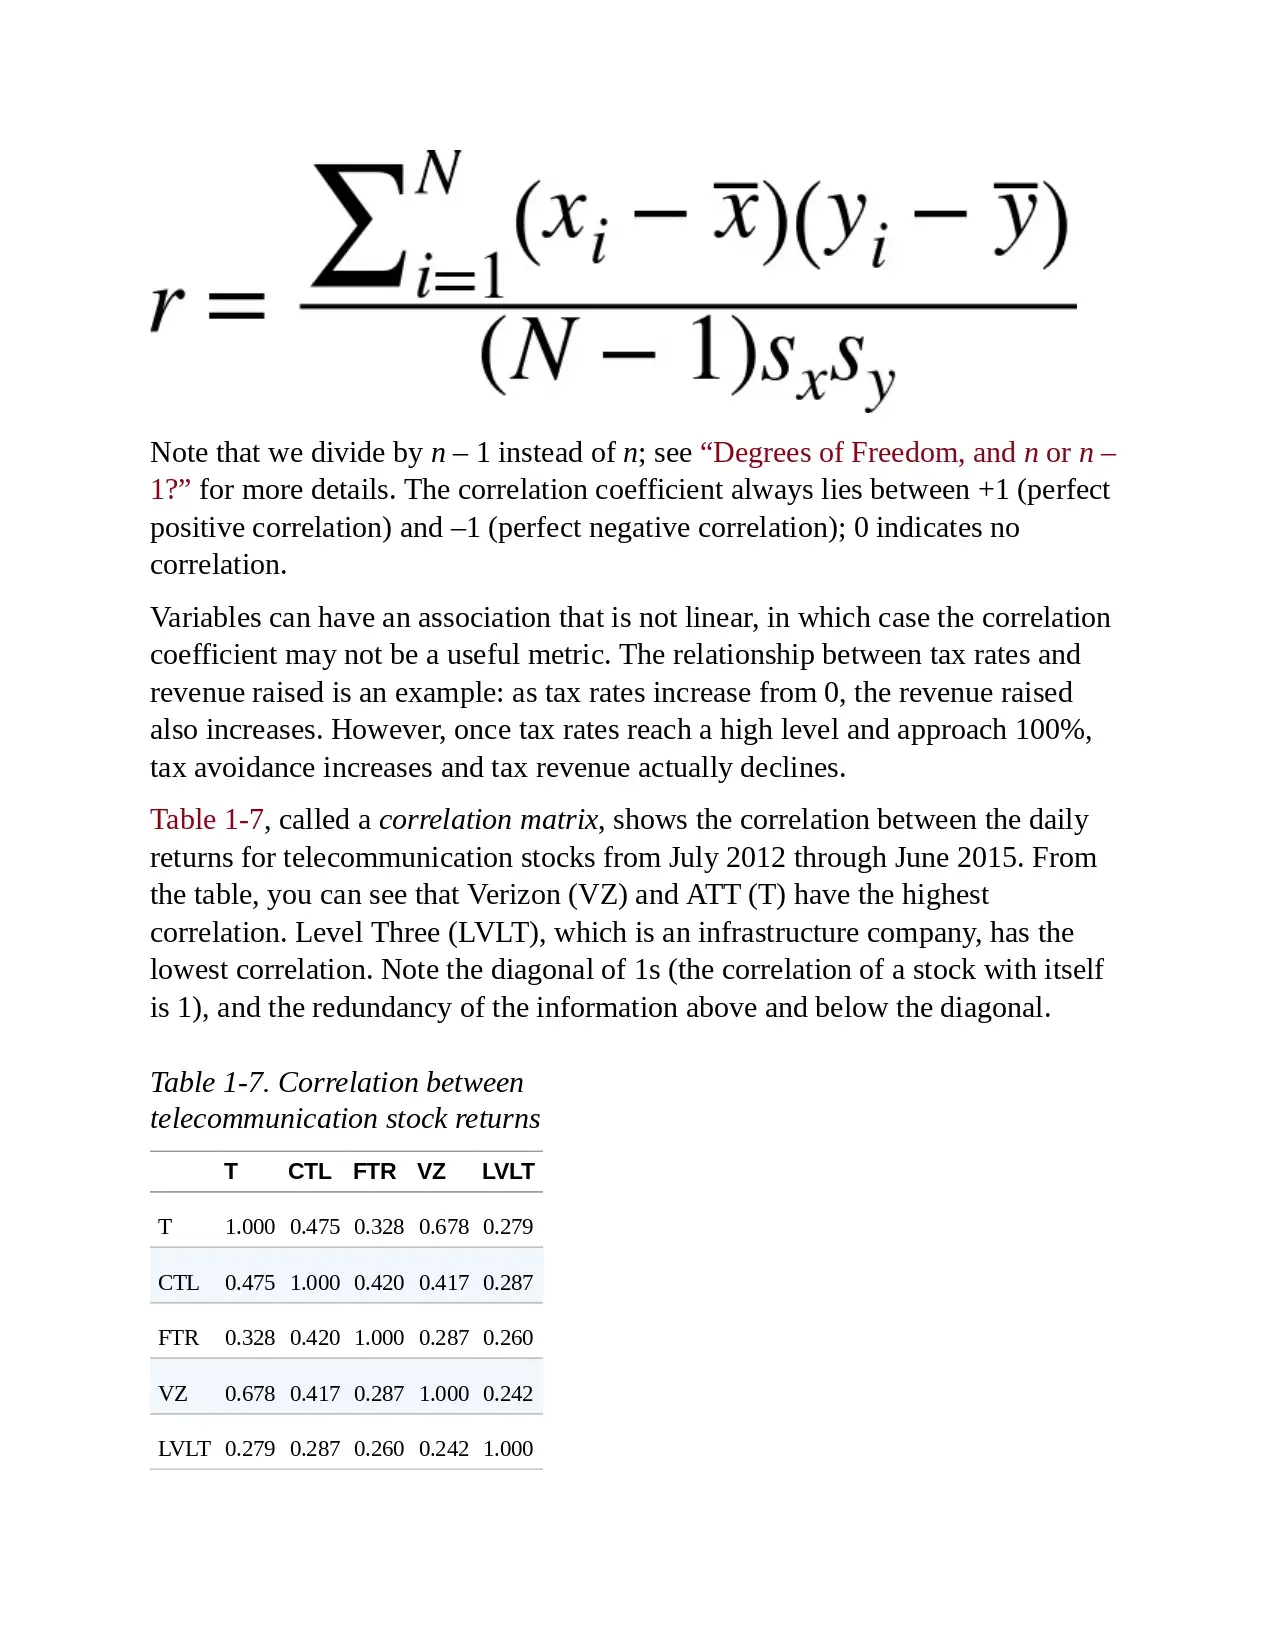 r = ∑ᴺᵢ₌₁ (xᵢ − x̅)(yᵢ − y̅)
(N − 1)sₓsᵧ
Note that we divide by n – 1 instead of n; see “Degrees of Freedom, and n or n –
1?” for more details. The correlation coefficient always lies between +1 (perfect
positive correlation) and –1 (perfect negative correlation); 0 indicates no
correlation.
Variables can have an association that is not linear, in which case the correlation
coefficient may not be a useful metric. The relationship between tax rates and
revenue raised is an example: as tax rates increase from 0, the revenue raised
also increases. However, once tax rates reach a high level and approach 100%,
tax avoidance increases and tax revenue actually declines.
Table 1-7, called a correlation matrix, shows the correlation between the daily
returns for telecommunication stocks from July 2012 through June 2015. From
the table, you can see that Verizon (VZ) and ATT (T) have the highest
correlation. Level Three (LVLT), which is an infrastructure company, has the
lowest correlation. Note the diagonal of 1s (the correlation of a stock with itself
is 1), and the redundancy of the information above and below the diagonal.
Table 1-7. Correlation between
telecommunication stock returns
T CTL FTR VZ LVLT
T 1.000 0.475 0.328 0.678 0.279
CTL 0.475 1.000 0.420 0.417 0.287
FTR 0.328 0.420 1.000 0.287 0.260
VZ 0.678 0.417 0.287 1.000 0.242
LVLT 0.279 0.287 0.260 0.242 1.000